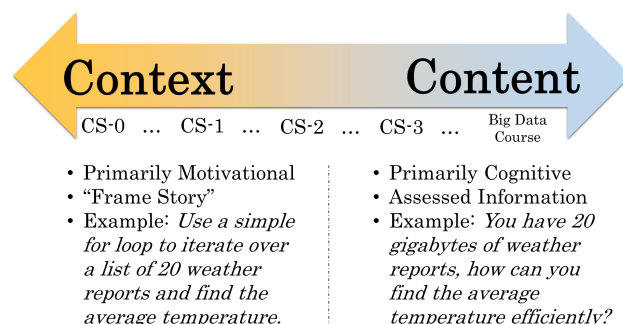 Context Content
CS-0 ... CS-1 ... CS-2 ... CS-3 ... Big Data
Course
• Primarily Motivational
• “Frame Story”
• Example: Use a simple
for loop to iterate over
a list of 20 weather
reports and find the
average temperature.
• Primarily Cognitive
• Assessed Information
• Example: You have 20
gigabytes of weather
reports, how can you
find the average
temperature efficiently?